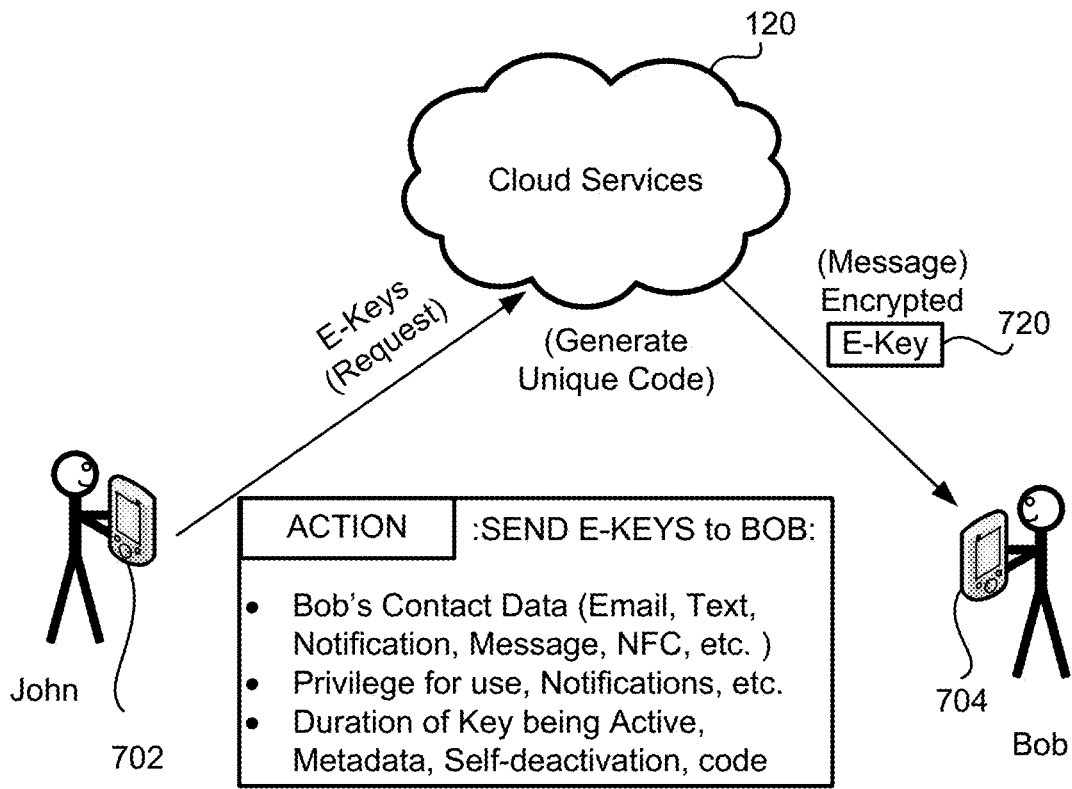 120
Cloud Services
(Message)
Encrypted
E-Key
720
E-Keys
(Request)
(Generate
Unique Code)
ACTION
:SEND E-KEYS to BOB:
• Bob's Contact Data (Email, Text,
Notification, Message, NFC, etc. )
• Privilege for use, Notifications, etc.
• Duration of Key being Active,
Metadata, Self-deactivation, code
John
702
704
Bob